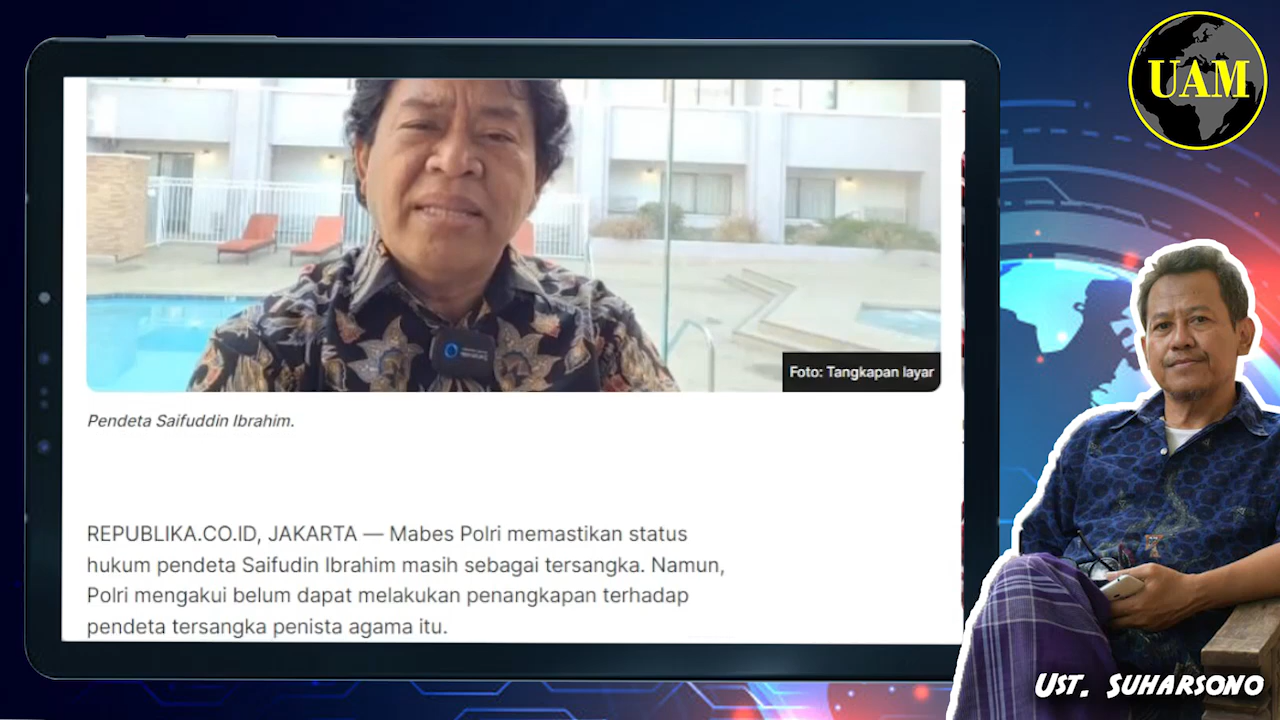 UAM
Foto: Tangkapan layar
Pendeta Saifuddin Ibrahim.
REPUBLIKA.CO.ID, JAKARTA — Mabes Polri memastikan status
hukum pendeta Saifudin Ibrahim masih sebagai tersangka. Namun,
Polri mengakui belum dapat melakukan penangkapan terhadap
pendeta tersangka penista agama itu.
UST. SUHARSONO